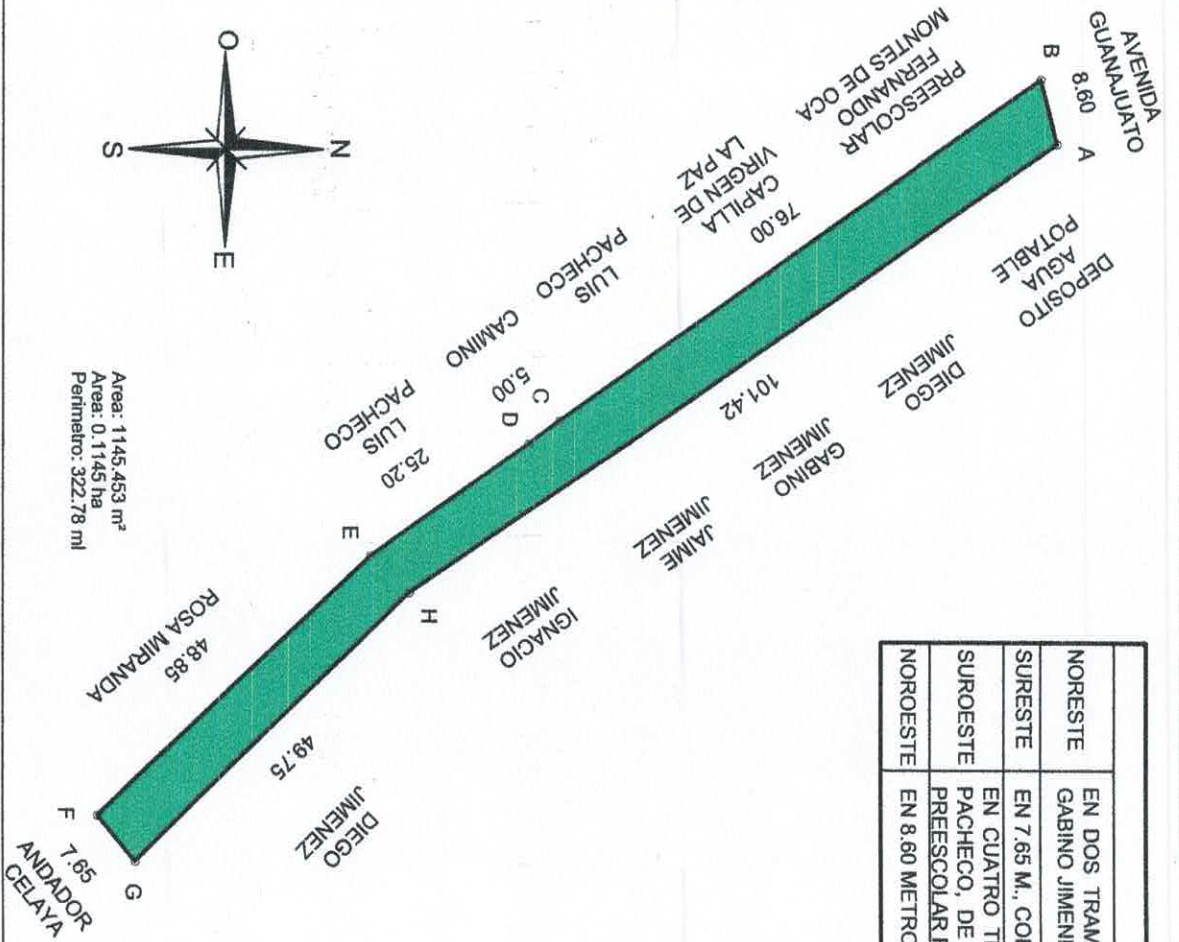 AVENIDA
GUANAJUATO
8.60
B
A
PREESCOLAR
FERNANDO
MONTES DE OCA
CAPILLA
VIRGEN DE
LA PAZ
76.00
LUIS
PACHECO
CAMINO
5.00
C
D
LUIS
PACHECO
25.20
E
ROSA MIRANDA
48.85
F
7.65
ANDADOR
CELAYA
G
DIEGO
JIMENEZ
49.75
H
IGNACIO
JIMENEZ
JAIME
JIMENEZ
GABINO
JIMENEZ
101.42
DIEGO
JIMENEZ
DEPOSITO
AGUA
POTABLE
N
O
E
S
Area: 1145.453 m²
Area: 0.1145 ha
Perimetro: 322.78 ml
NORESTE
EN DOS
GABINO
SURESTE
EN 7.65 M.,
SUROESTE
EN CUATRO
PACHECO, DE
PREESCOLAR
NOROESTE
EN 8.60